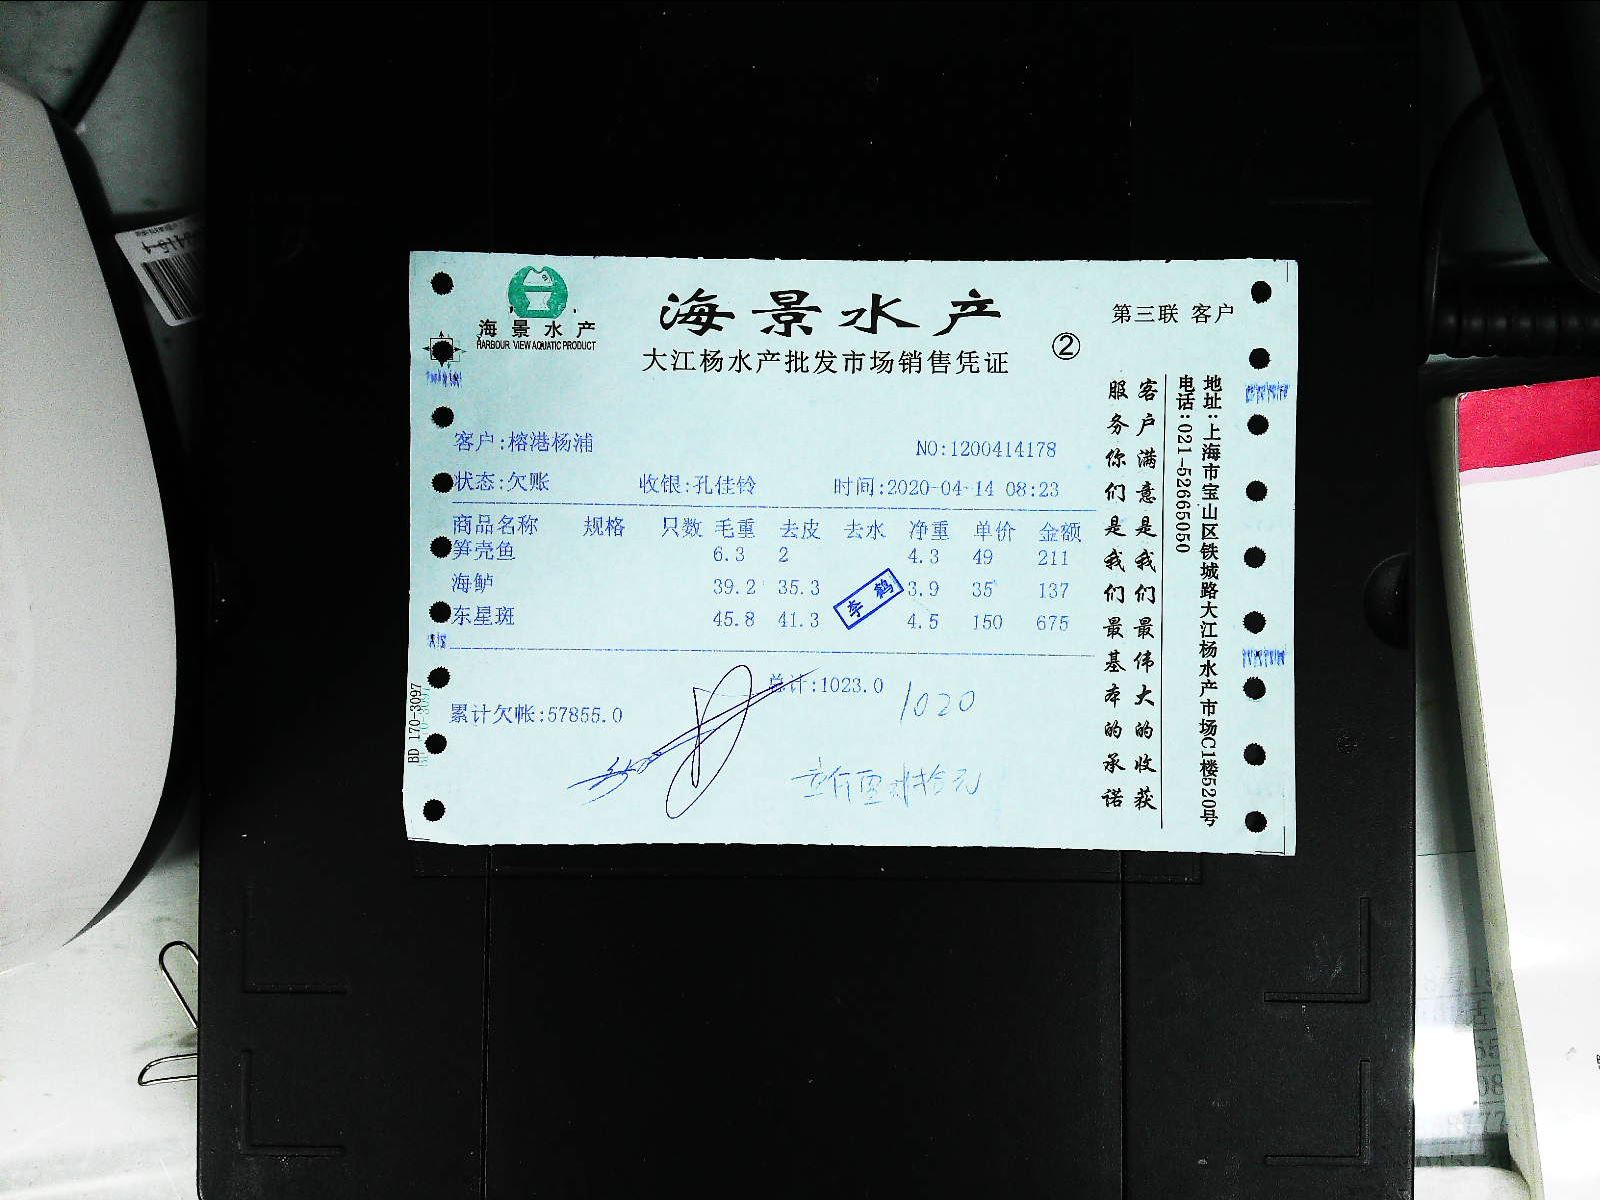 海景水产
HARBOUR VIEW AQUATIC PRODUCT
海景水产
大江杨水产批发市场销售凭证
②
第三联 客户
客户:榕港杨浦
NO:1200414178
状态:欠账 收银:孔佳铃 时间:2020-04-14 08:23
商品名称 规格 只数 毛重 去皮 去水 净重 单价 金额
笋壳鱼 6.3 2 4.3 49 211
海鲈 39.2 35.3 3.9 35 137
东星斑 45.8 41.3 4.5 150 675
李鹤
总计:1023.0
1020
累计欠帐:57855.0
客户满意是我们最伟大的收获
服务你们是我们最基本的承诺
地址:上海市宝山区铁城路大江杨水产市场C1楼520号
电话:021-52665050
BD 170-3097